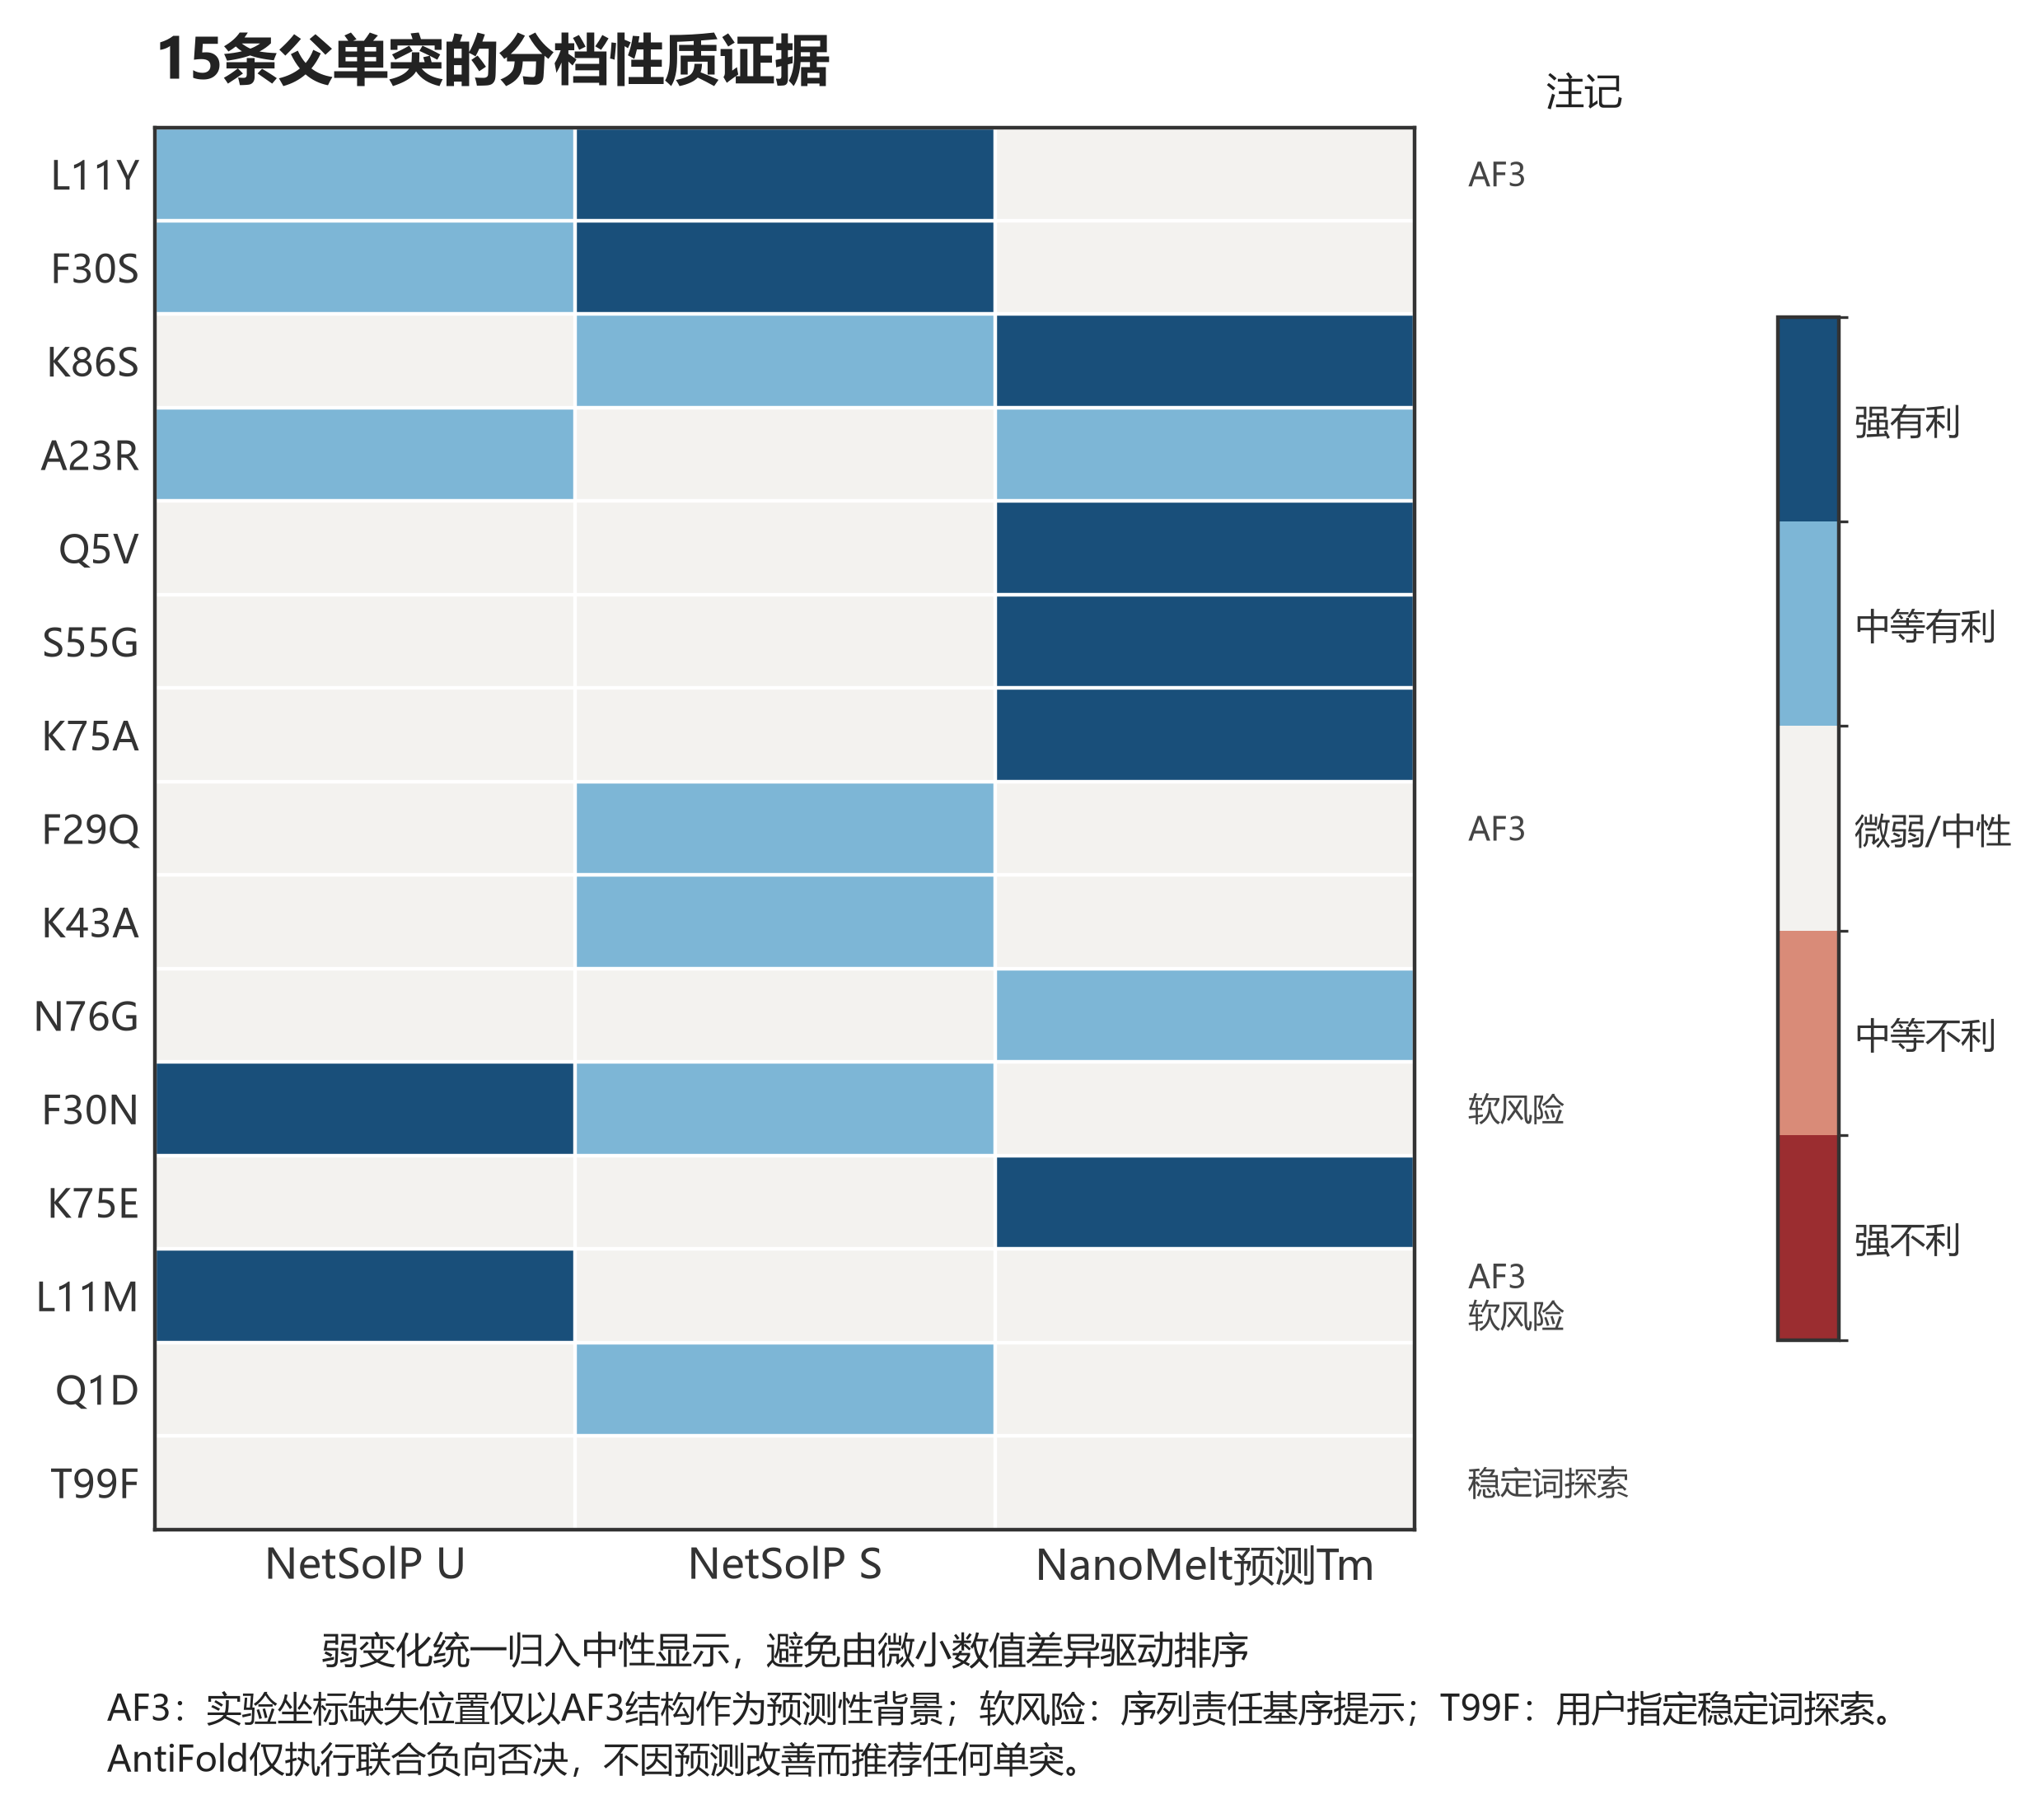 15条父单突的分档性质证据
注记
L11Y
AF3
F30S
K86S
A23R
Q5V
S55G
K75A
F29Q
AF3
K43A
N76G
F30N
软风险
K75E
L11M
AF3
软风险
Q1D
T99F
稳定词探索
强有利
中等有利
微弱/中性
中等不利
强不利
NetSolP U
NetSolP S
NanoMelt预测Tm
弱变化统一归入中性显示，避免由微小数值差异驱动排序
AF3：实验坐标缺失位置仅以AF3结构作为预测性背景；软风险：序列责任基序提示；T99F：用户指定稳定词探索。
AntiFold仅执行联合负向否决，不因预测改善而推荐任何单突。